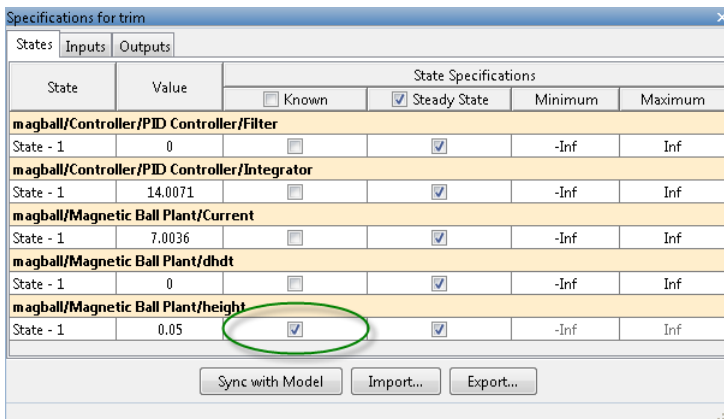 Specifications for trim
States Inputs Outputs
State Value State Specifications
Known Steady State Minimum Maximum
magball/Controller/PID Controller/Filter
State - 1 0 -Inf Inf
magball/Controller/PID Controller/Integrator
State - 1 14.0071 -Inf Inf
magball/Magnetic Ball Plant/Current
State - 1 7.0036 -Inf Inf
magball/Magnetic Ball Plant/dhdt
State - 1 0 -Inf Inf
magball/Magnetic Ball Plant/height
State - 1 0.05 -Inf Inf
Sync with Model Import... Export...